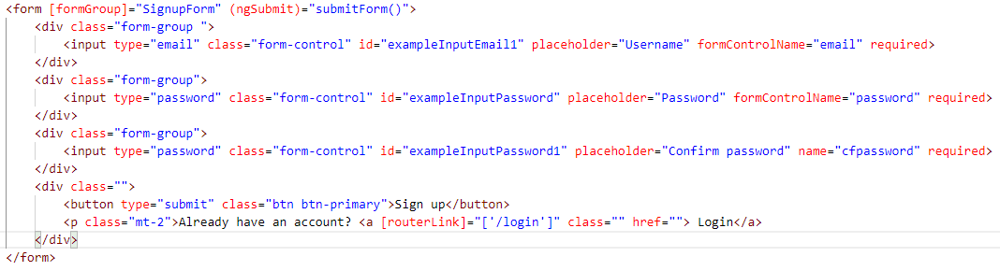 <form [formGroup]="SignupForm" (ngSubmit)="submitForm()">
<div class="form-group ">
<input type="email" class="form-control" id="exampleInputEmail1" placeholder="Username" formControlName="email" required>
</div>
<div class="form-group">
<input type="password" class="form-control" id="exampleInputPassword" placeholder="Password" formControlName="password" required>
</div>
<div class="form-group">
<input type="password" class="form-control" id="exampleInputPassword1" placeholder="Confirm password" name="cfpassword" required>
</div>
<div class="">
<button type="submit" class="btn btn-primary">Sign up</button>
<p class="mt-2">Already have an account? <a [routerLink]="['/login']" class="" href=""> Login</a>
</div>
</form>